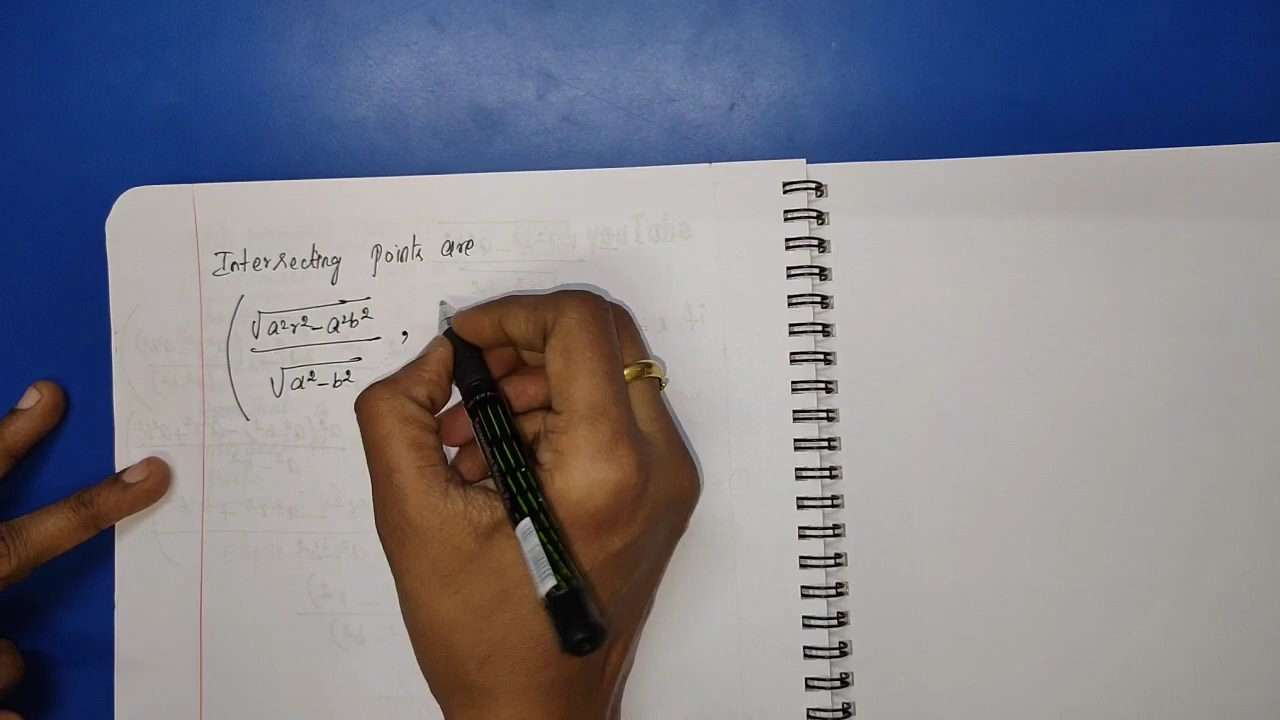 Intersecting points are
(√(a²r² - a²b²) / √(a² - b²) ,